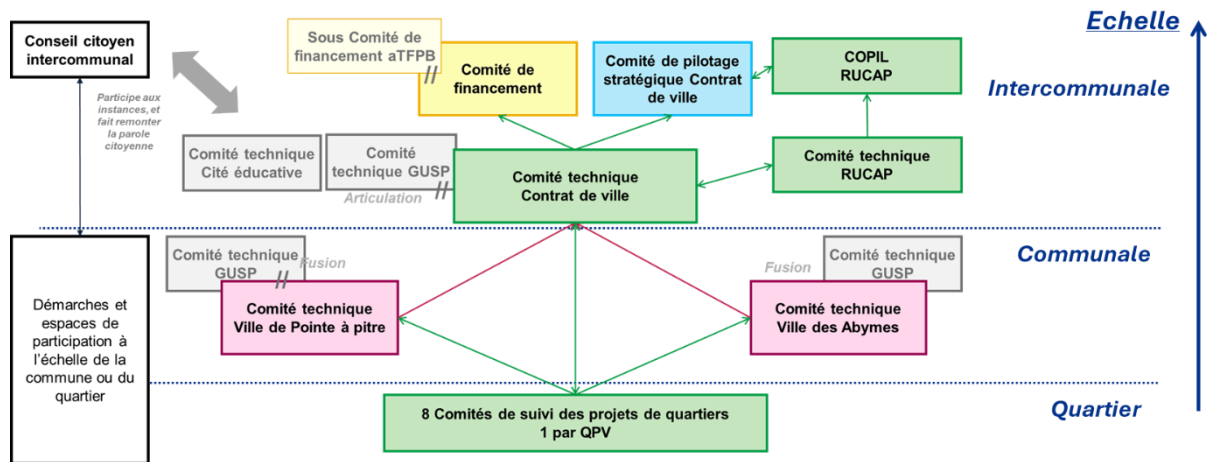 Echelle
Conseil citoyen
intercommunal
Sous Comité de
financement aTFPB
//
Comité de
financement
Comité de pilotage
stratégique Contrat
de ville
COPIL
RUCAP
Intercommunale
Participe aux
instances, et
fait remonter
la parole
citoyenne
Comité technique
Cité éducative
Comité
technique GUSP
//
Articulation
Comité technique
Contrat de ville
Comité technique
RUCAP
Communale
Démarches et
espaces de
participation à
l'échelle de la
commune ou du
quartier
Comité technique
GUSP
//
Fusion
Comité technique
Ville de Pointe à pitre
Fusion
Comité technique
GUSP
Comité technique
Ville des Abymes
Quartier
8 Comités de suivi des projets de quartiers
1 par QPV